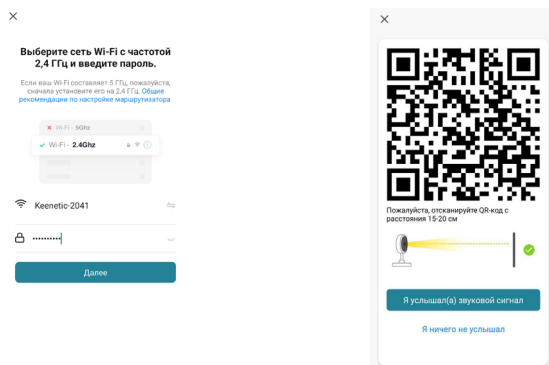 Выберите сеть Wi-Fi с частотой
2,4 ГГц и введите пароль.
Если ваш Wi-Fi составляет 5 ГГц, пожалуйста,
сначала установите его на 2,4 ГГц. Общие
рекомендации по настройке маршрутизатора
Wi-Fi - 5Ghz
Wi-Fi - 2.4Ghz
Keenetic-2041
••••••••••
Далее
Пожалуйста, отсканируйте QR-код с
расстояния 15-20 см
Я услышал(а) звуковой сигнал
Я ничего не услышал